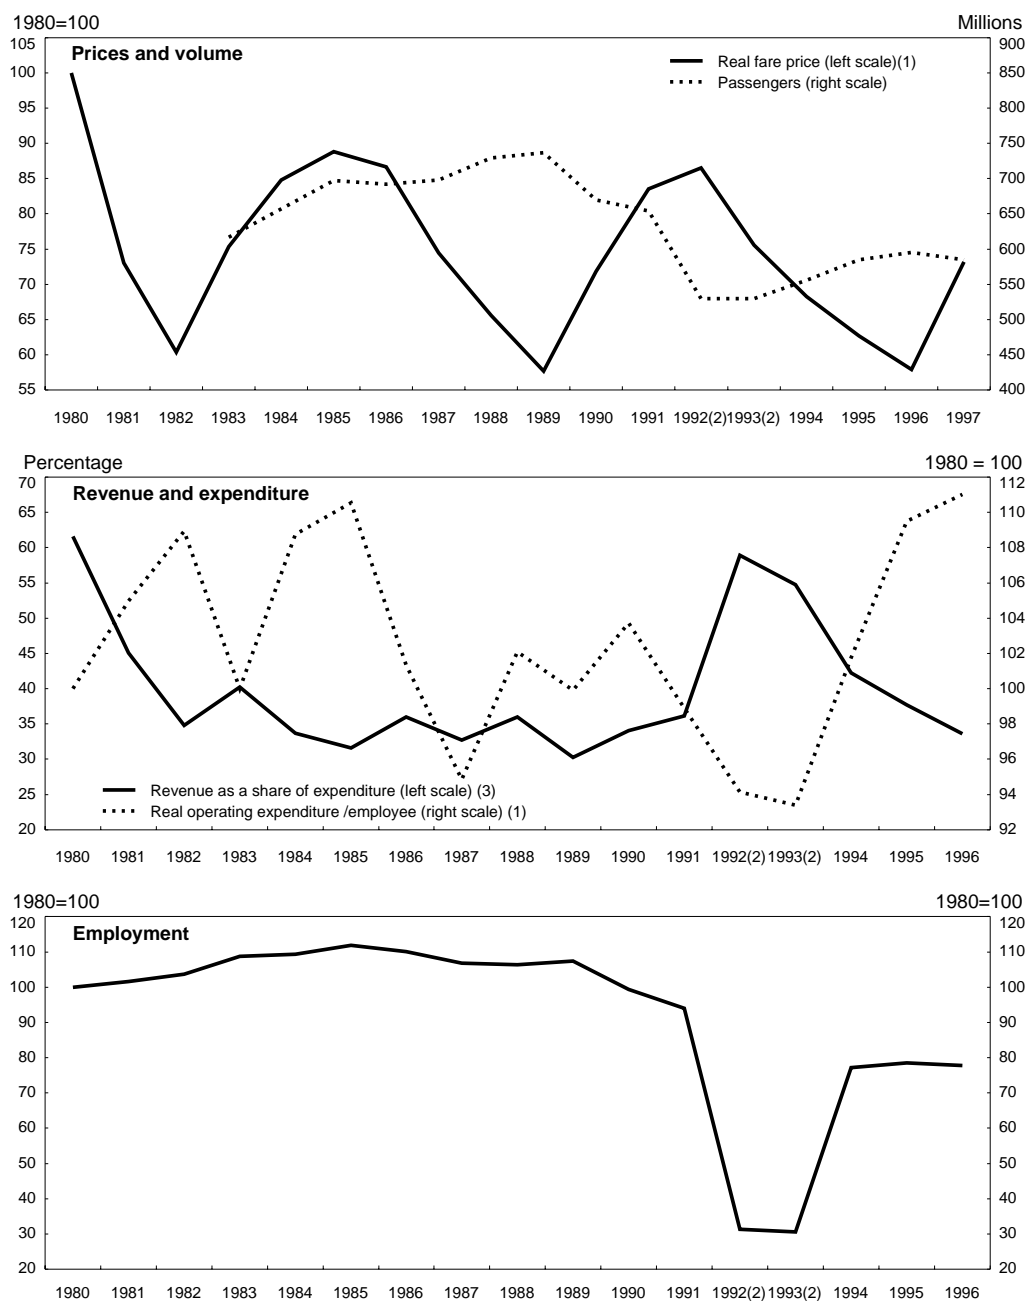 1980=100 Millions
Prices and volume
Real fare price (left scale)(1)
Passengers (right scale)
105 900
100 850
95 800
90 750
85 700
80 650
75 600
70 550
65 500
60 450
55 400
1980 1981 1982 1983 1984 1985 1986 1987 1988 1989 1990 1991 1992(2) 1993(2) 1994 1995 1996 1997
Percentage 1980 = 100
Revenue and expenditure
70 112
65 110
60 108
55 106
50 104
45 102
40 100
35 98
30 96
25 94
20 92
Revenue as a share of expenditure (left scale) (3)
Real operating expenditure /employee (right scale) (1)
1980 1981 1982 1983 1984 1985 1986 1987 1988 1989 1990 1991 1992(2) 1993(2) 1994 1995 1996
1980=100 1980=100
Employment
120 120
110 110
100 100
90 90
80 80
70 70
60 60
50 50
40 40
30 30
20 20
1980 1981 1982 1983 1984 1985 1986 1987 1988 1989 1990 1991 1992(2) 1993(2) 1994 1995 1996